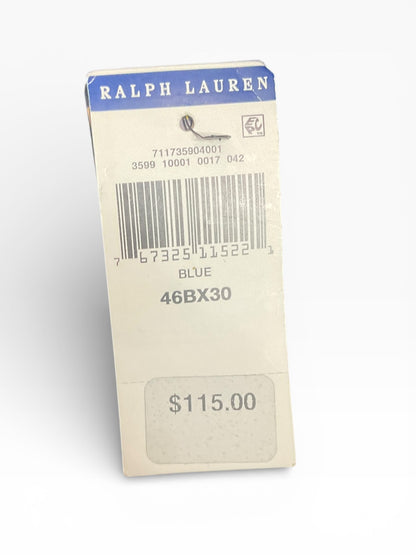 RALPH LAUREN
711735904001
3599 10001 0017 042
7 67325 11522 1
BLUE
46BX30
$115.00